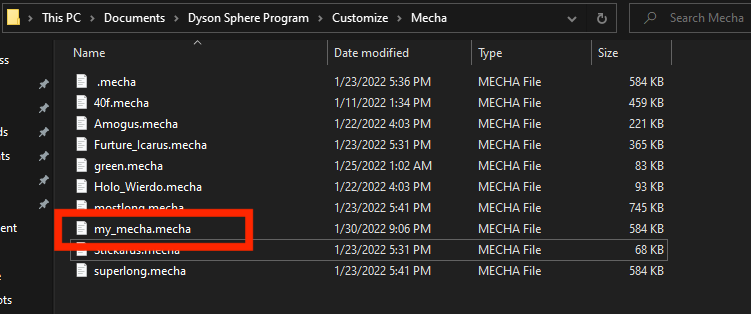 This PC > Documents > Dyson Sphere Program > Customize > Mecha
Search Mecha
Name Date modified Type Size
.mecha 1/23/2022 5:36 PM MECHA File 584 KB
40f.mecha 1/11/2022 1:34 PM MECHA File 459 KB
Amogus.mecha 1/22/2022 4:03 PM MECHA File 221 KB
Furture_Icarus.mecha 1/23/2022 5:31 PM MECHA File 365 KB
green.mecha 1/25/2022 1:02 AM MECHA File 83 KB
Holo_Wierdo.mecha 1/22/2022 4:03 PM MECHA File 93 KB
mostlong.mecha 1/23/2022 5:41 PM MECHA File 745 KB
my_mecha.mecha 1/30/2022 9:06 PM MECHA File 584 KB
Stickarus.mecha 1/23/2022 5:31 PM MECHA File 68 KB
superlong.mecha 1/23/2022 5:41 PM MECHA File 584 KB
ss
ds
ts
ent
e
ots